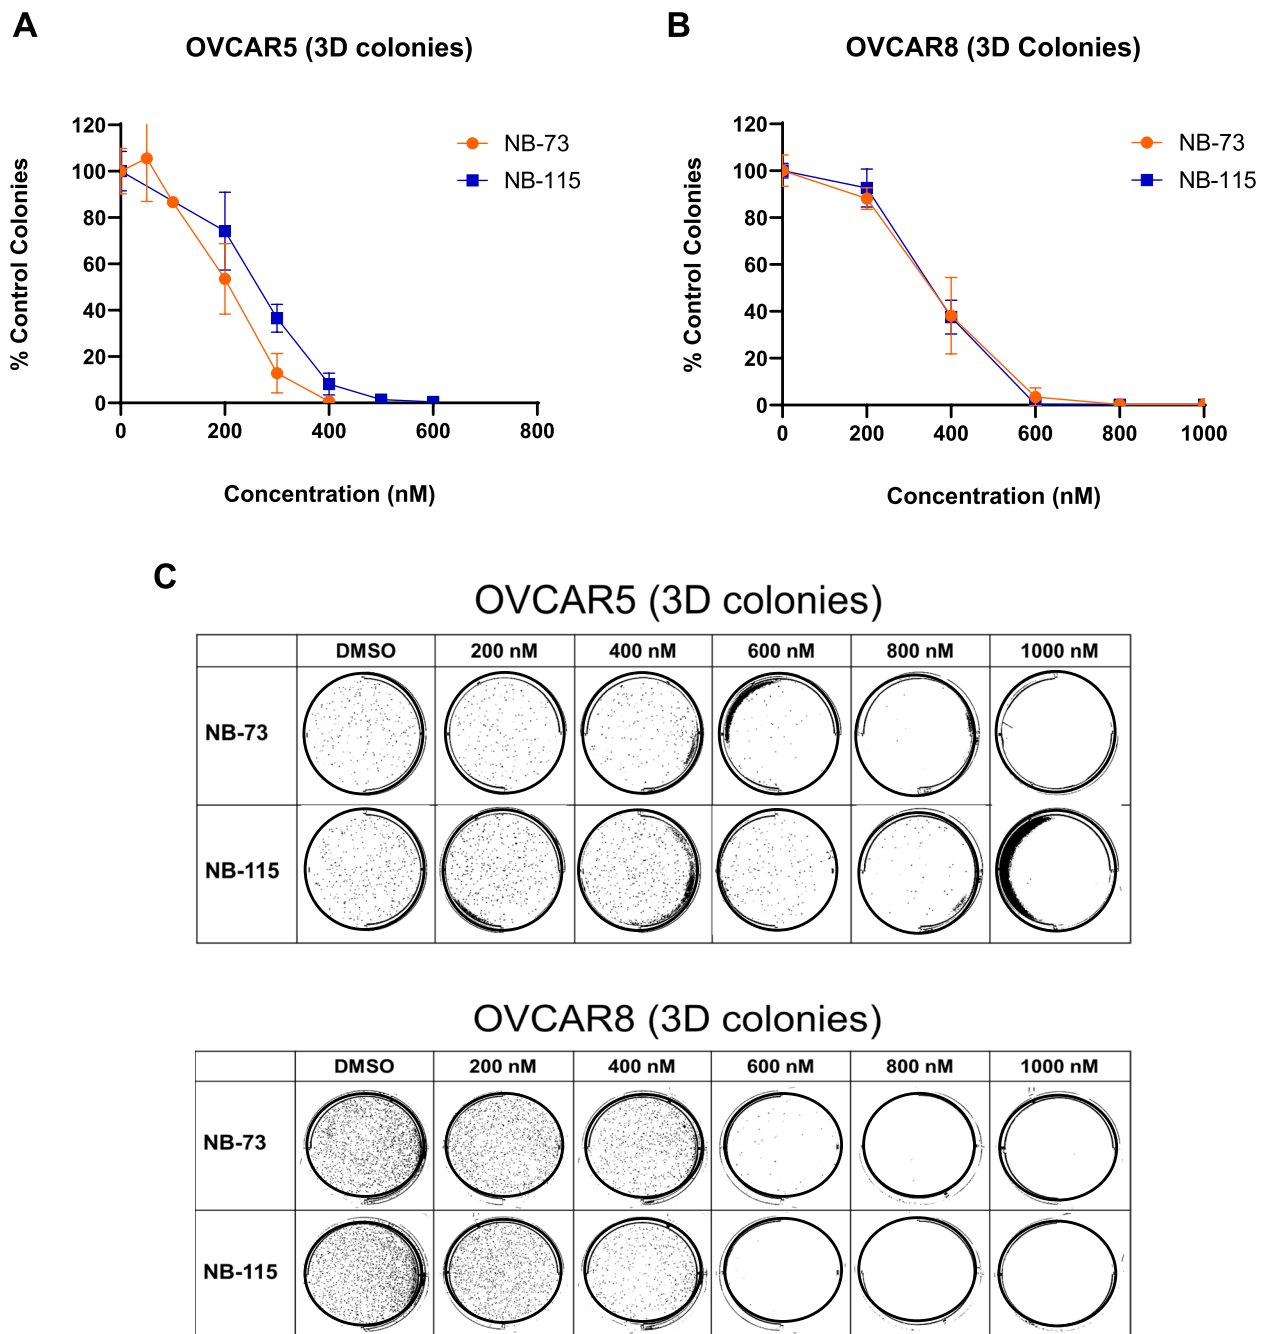 A
OVCAR5 (3D colonies)
% Control Colonies
120
100
80
60
40
20
0
0 200 400 600 800
Concentration (nM)
NB-73
NB-115
B
OVCAR8 (3D Colonies)
% Control Colonies
120
100
80
60
40
20
0
0 200 400 600 800 1000
Concentration (nM)
NB-73
NB-115
C
OVCAR5 (3D colonies)
DMSO 200 nM 400 nM 600 nM 800 nM 1000 nM
NB-73
NB-115
OVCAR8 (3D colonies)
DMSO 200 nM 400 nM 600 nM 800 nM 1000 nM
NB-73
NB-115